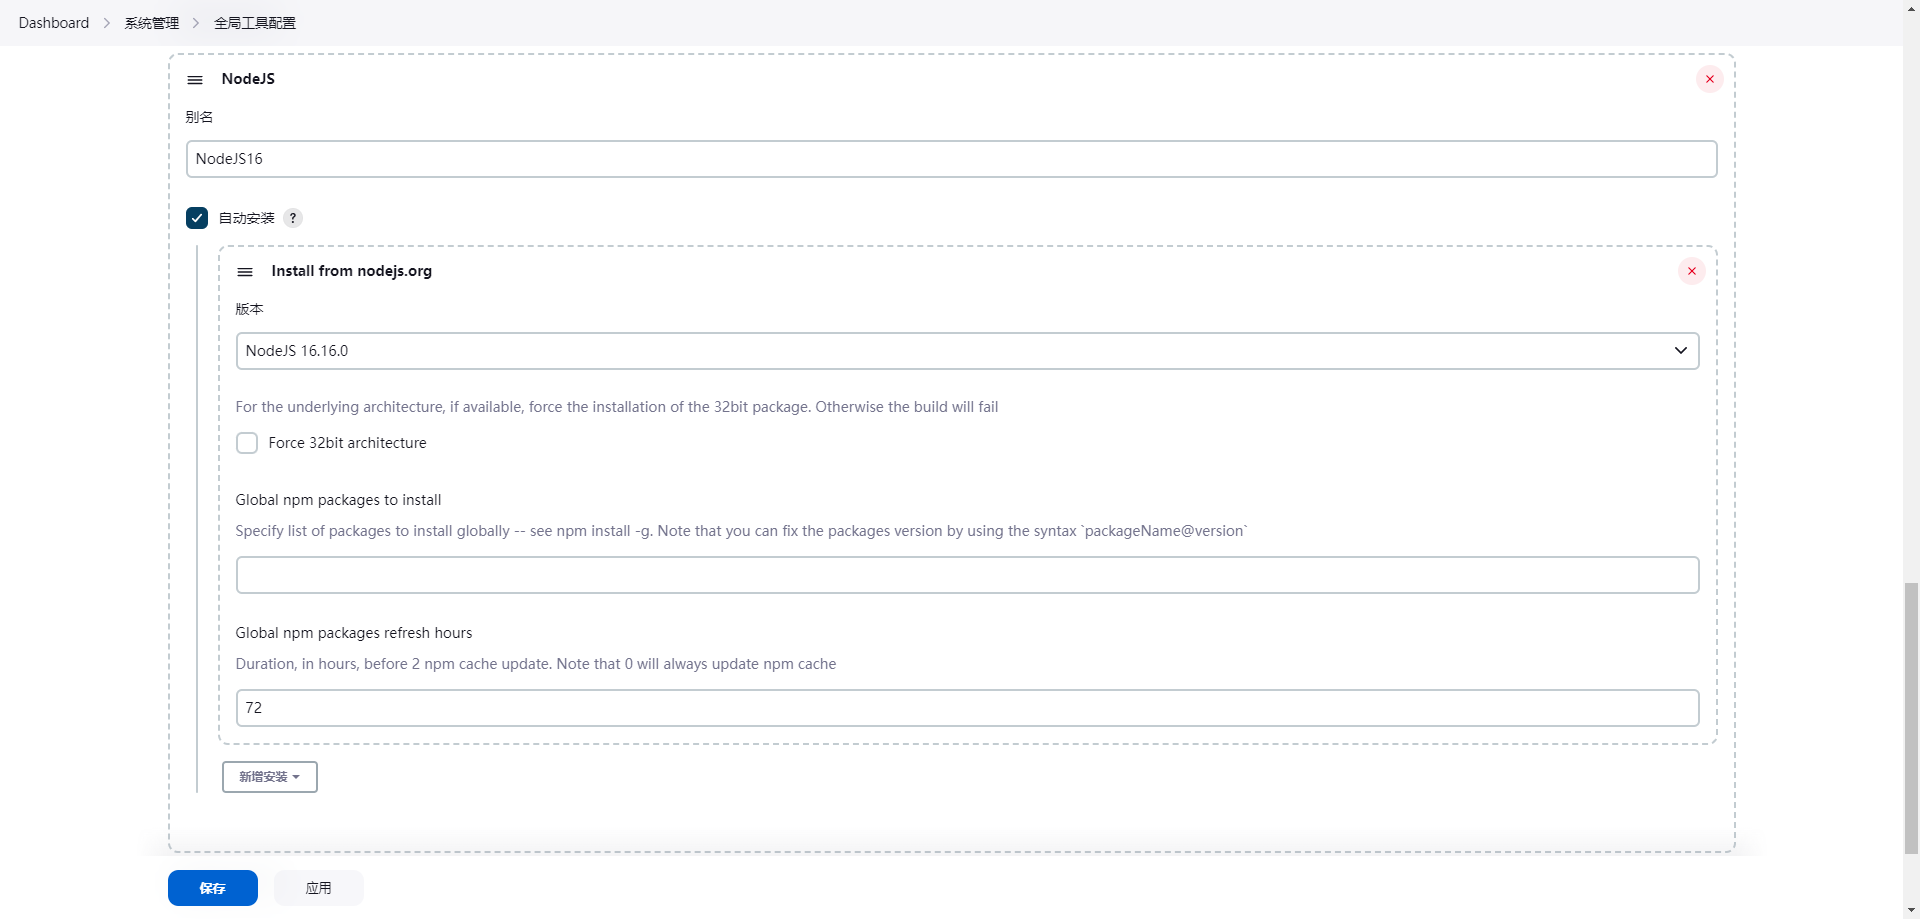 Dashboard 系统管理 全局工具配置
NodeJS
别名
NodeJS16
自动安装 ?
Install from nodejs.org
版本
NodeJS 16.16.0
For the underlying architecture, if available, force the installation of the 32bit package. Otherwise the build will fail
Force 32bit architecture
Global npm packages to install
Specify list of packages to install globally -- see npm install -g. Note that you can fix the packages version by using the syntax `packageName@version`
Global npm packages refresh hours
Duration, in hours, before 2 npm cache update. Note that 0 will always update npm cache
72
新增安装
保存 应用